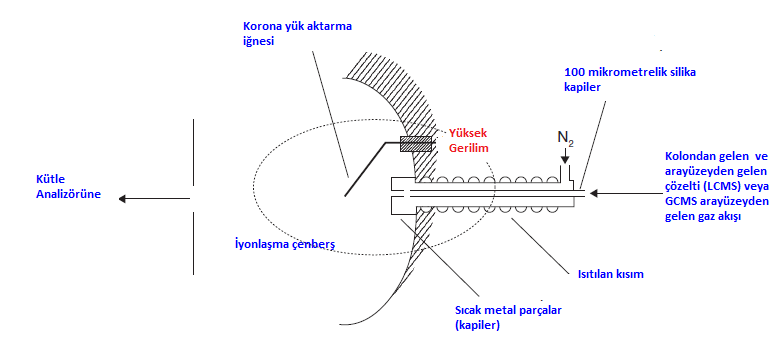 Korona yük aktarma
iğnesi
100 mikrometrelik silika
kapiler
Yüksek
Gerilim
N2
Kolondan gelen ve
arayüzeyden gelen
çözelti (LCMS) veya
GCMS arayüzeyden
gelen gaz akışı
Kütle
Analizörüne
İyonlaşma çenberş
Isıtılan kısım
Sıcak metal parçalar
(kapiler)